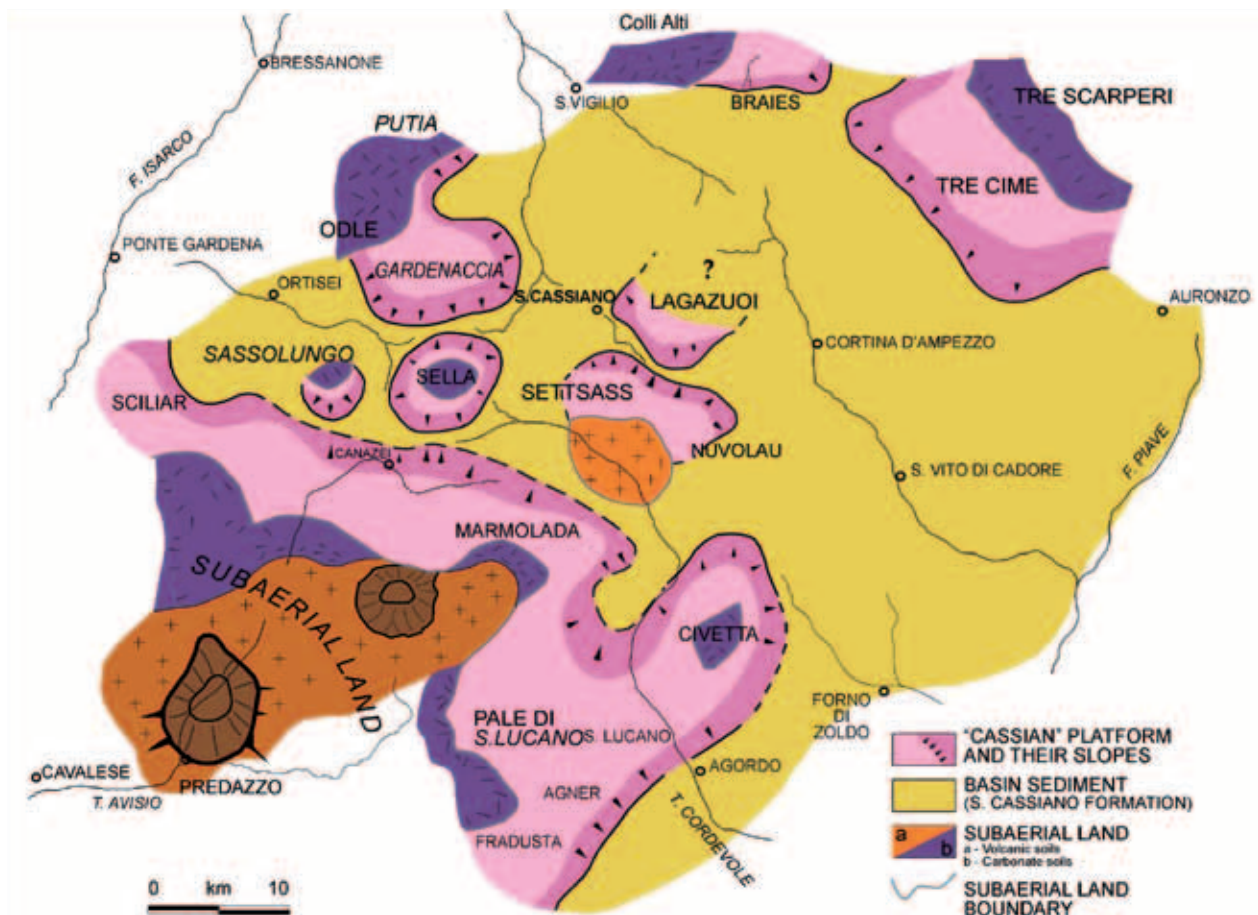 Colli Alti
BRESSANONE
S.VIGILIO
BRAIES
TRE SCARPERI
PUTIA
F. ISARCO
TRE CIME
ODLE
PONTE GARDENA
GARDENACCIA
?
ORTISEI
S.CASSIANO
LAGAZUOI
AURONZO
CORTINA D'AMPEZZO
SASSOLUNGO
SELLA
SETTSASS
SCILIAR
CANAZEI
NUVOLAU
S. VITO DI CADORE
F. PIAVE
MARMOLADA
SUBAERIAL LAND
CIVETTA
PALE DI
S.LUCANO
S. LUCANO
FORNO
DI
ZOLDO
CAVALESE
PREDAZZO
T. AVISIO
AGORDO
AGNER
T. CORDEVOLE
FRADUSTA
"CASSIAN" PLATFORM
AND THEIR SLOPES
BASIN SEDIMENT
(S. CASSIANO FORMATION)
a
b
SUBAERIAL LAND
a - Volcanic soils
b - Carbonate soils
SUBAERIAL LAND
BOUNDARY
0 km 10